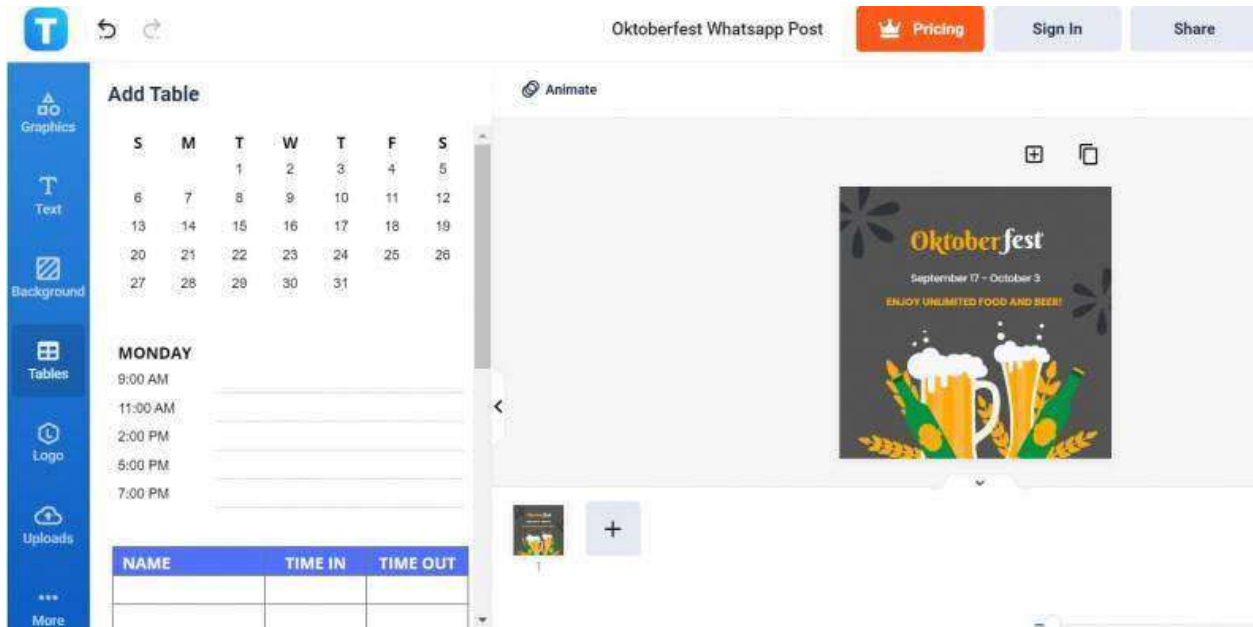 T
Oktoberfest Whatsapp Post
Pricing
Sign In
Share
Graphics
Text
Background
Tables
Logo
Uploads
More
Add Table
S M T W T F S
1 2 3 4 5
6 7 8 9 10 11 12
13 14 15 16 17 18 19
20 21 22 23 24 25 26
27 28 29 30 31
MONDAY
9:00 AM
11:00 AM
2:00 PM
5:00 PM
7:00 PM
NAME TIME IN TIME OUT
Animate
Oktoberfest
September 17 - October 3
ENJOY UNLIMITED FOOD AND BEER!
1